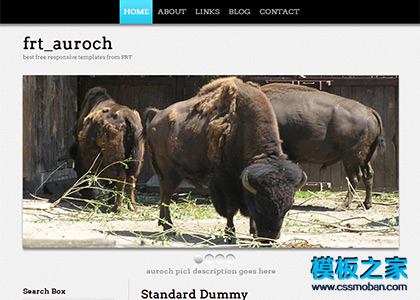 HOME ABOUT LINKS BLOG CONTACT
frt_auroch
best free responsive templates from FRT
auroch pic1 description goes here
模板之家
www.cssmoban.com
Search Box
Standard Dummy